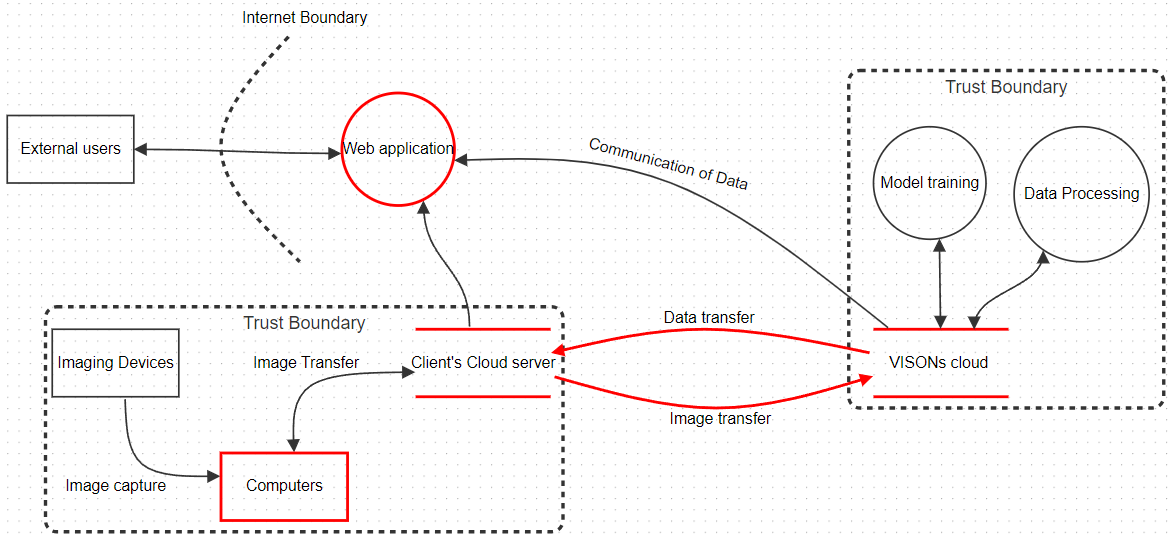 Internet Boundary
Trust Boundary
External users
Web application
Communication of Data
Model training
Data Processing
Trust Boundary
Data transfer
Imaging Devices
Image Transfer
Client's Cloud server
VISONs cloud
Image transfer
Image capture
Computers